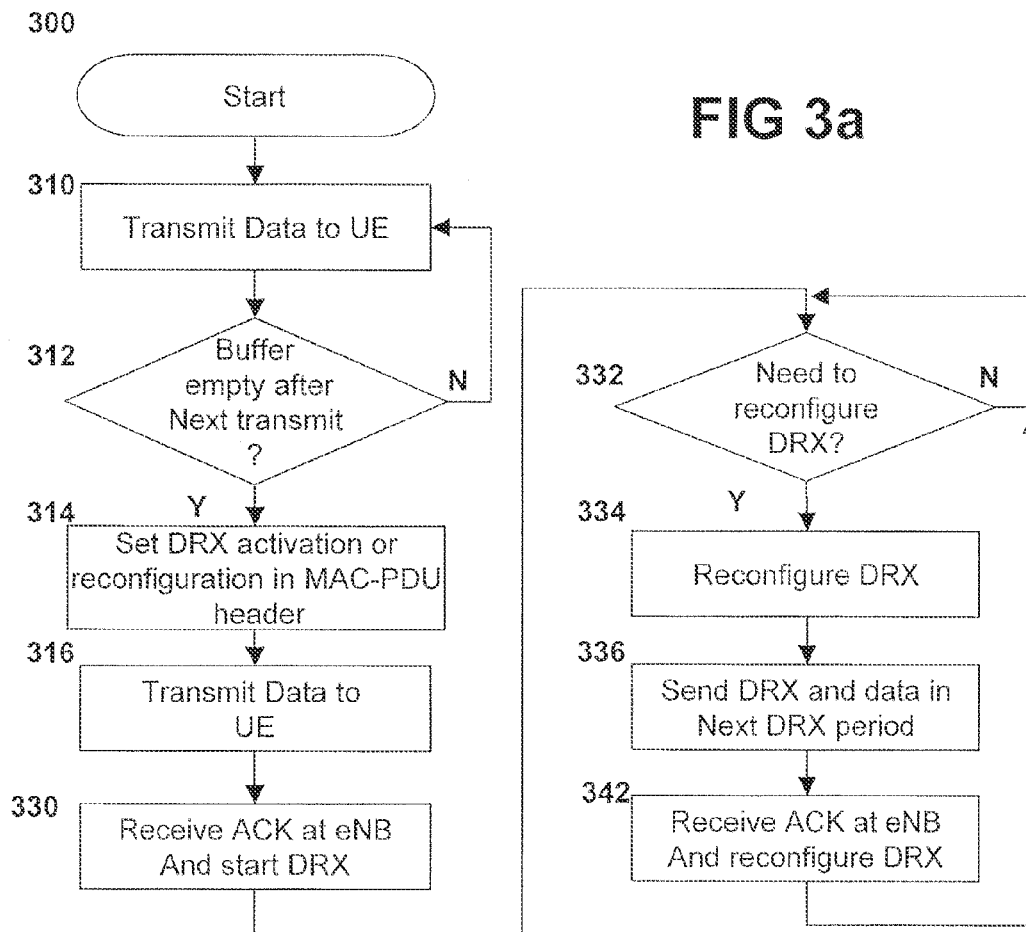 300
Start
FIG 3a
310
Transmit Data to UE
312
Buffer
empty after
Next transmit
?
N
Y
314
Set DRX activation or
reconfiguration in MAC-PDU
header
316
Transmit Data to
UE
330
Receive ACK at eNB
And start DRX
332
Need to
reconfigure
DRX?
N
Y
334
Reconfigure DRX
336
Send DRX and data in
Next DRX period
342
Receive ACK at eNB
And reconfigure DRX